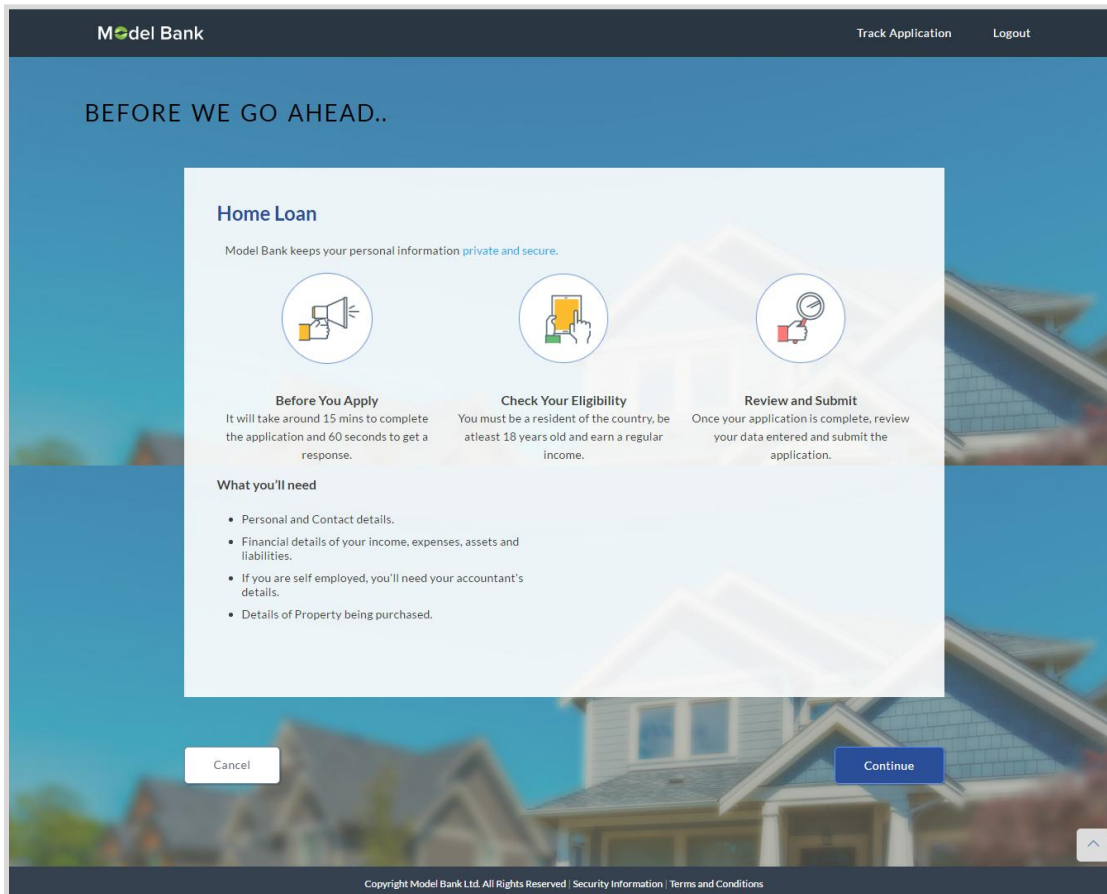 Model Bank
Track Application
Logout
BEFORE WE GO AHEAD..
Home Loan
Model Bank keeps your personal information private and secure.
Before You Apply
It will take around 15 mins to complete
the application and 60 seconds to get a
response.
Check Your Eligibility
You must be a resident of the country, be
atleast 18 years old and earn a regular
income.
Review and Submit
Once your application is complete, review
your data entered and submit the
application.
What you'll need
• Personal and Contact details.
• Financial details of your income, expenses, assets and
liabilities.
• If you are self employed, you'll need your accountant's
details.
• Details of Property being purchased.
Cancel
Continue
Copyright Model Bank Ltd. All Rights Reserved | Security Information | Terms and Conditions